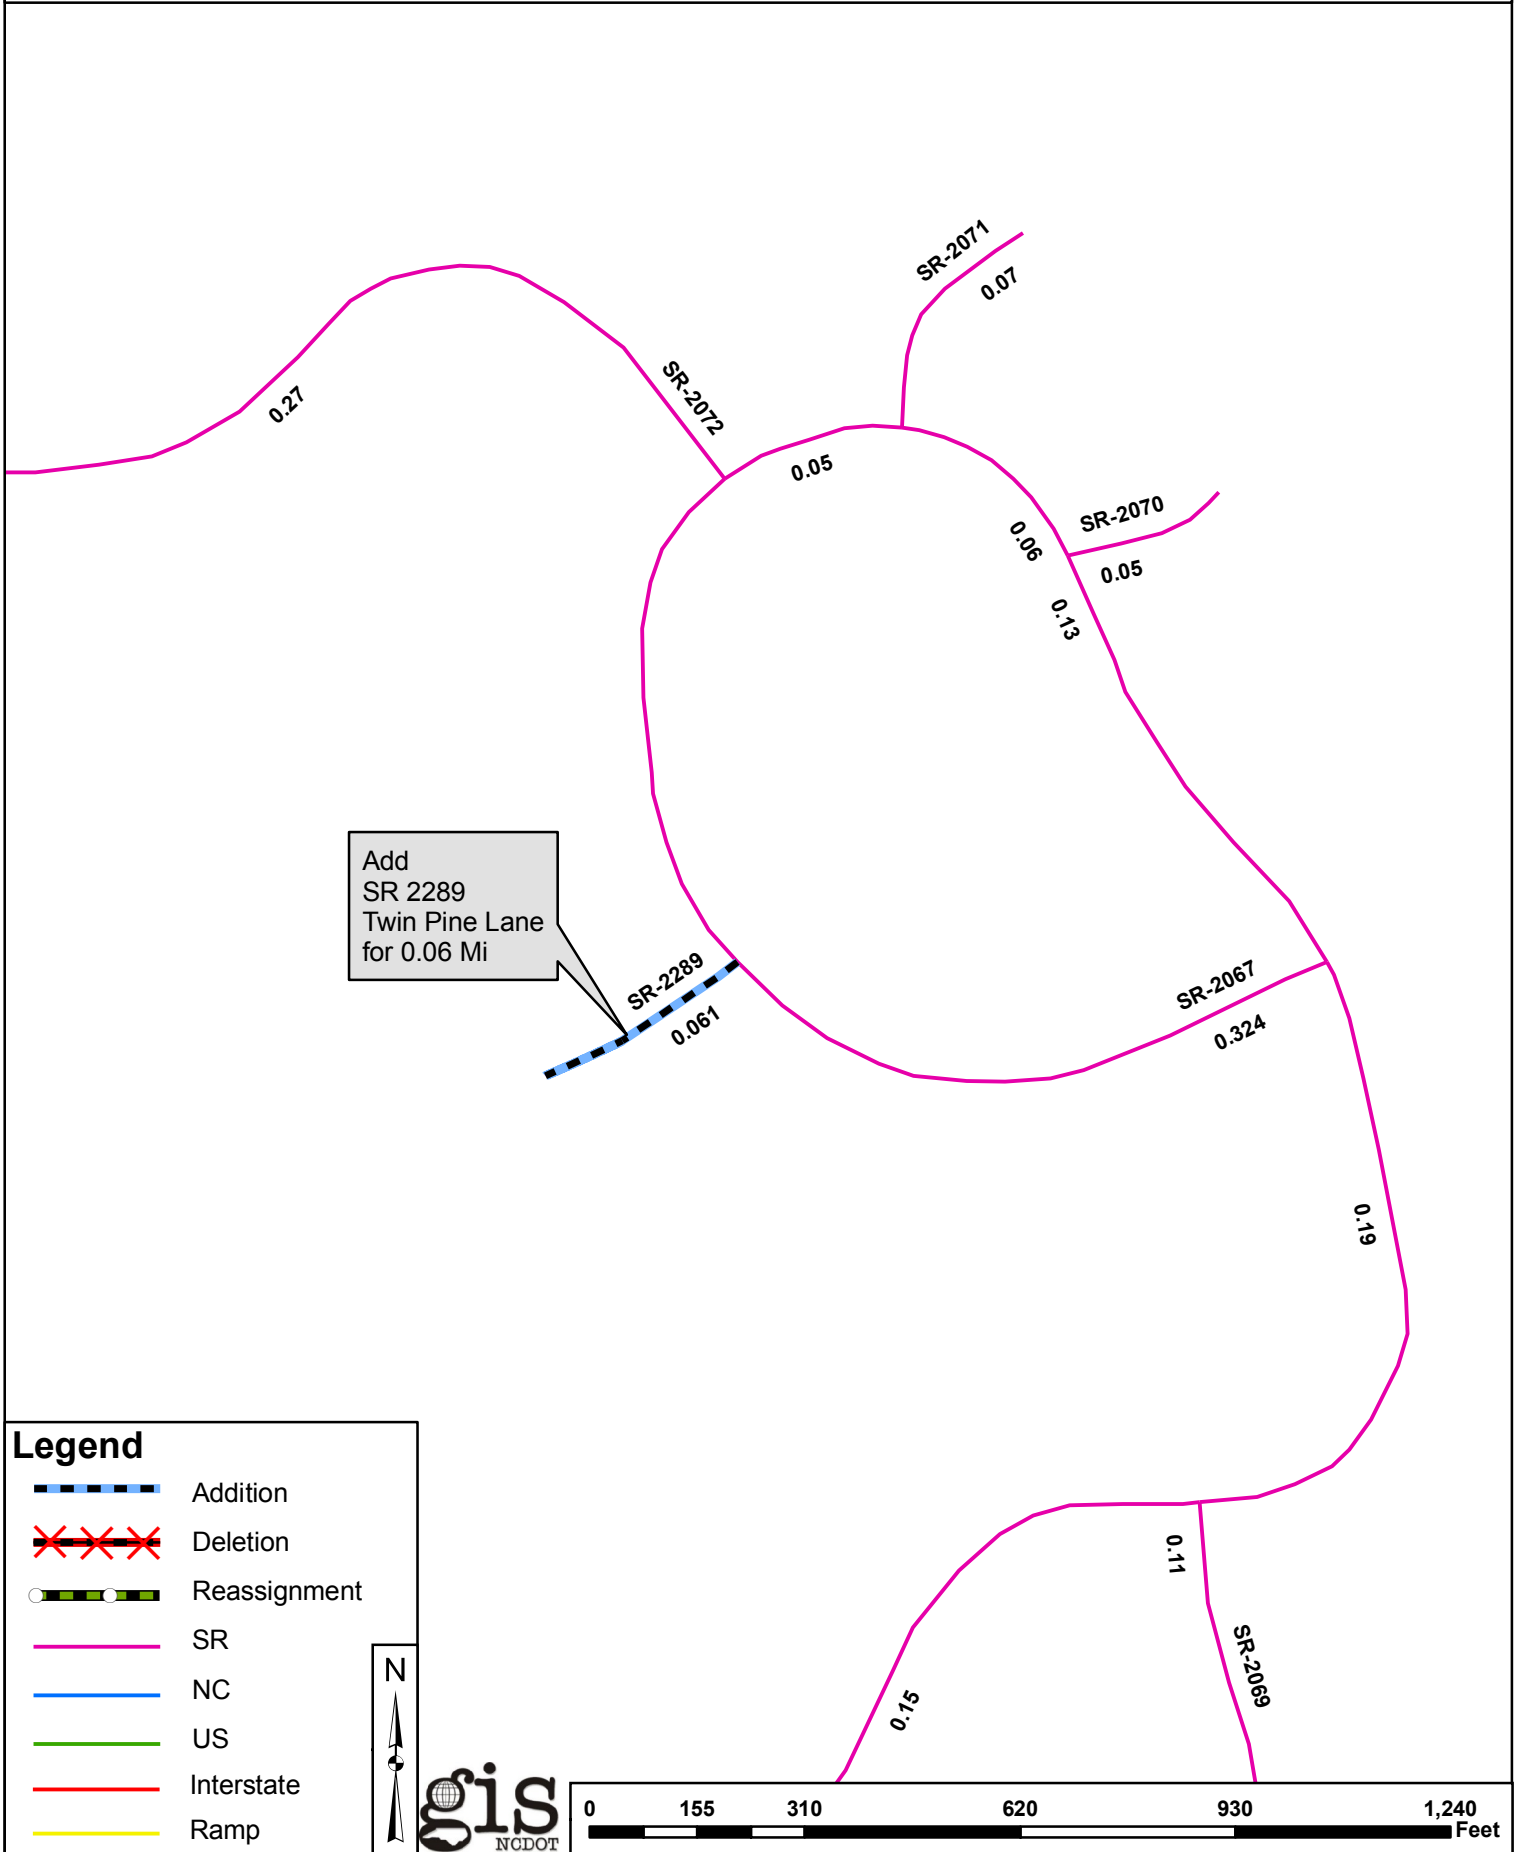 SR-2071
0.07
SR-2072
0.27
0.05
SR-2070
0.06
0.05
0.13
Add
SR 2289
Twin Pine Lane
for 0.06 Mi
SR-2289
0.061
SR-2067
0.324
0.19
0.11
SR-2069
0.15
Legend
Addition
Deletion
Reassignment
SR
NC
US
Interstate
Ramp
N
gis
NCDOT
0 155 310 620 930 1,240
Feet